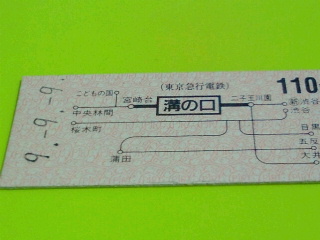 9.-9.-9.
(東京急行電鉄)
110
こどもの国
宮崎台
溝の口
二子玉川園
新渋谷
渋谷
中央林間
桜木町
目黒
五反
蒲田
大井